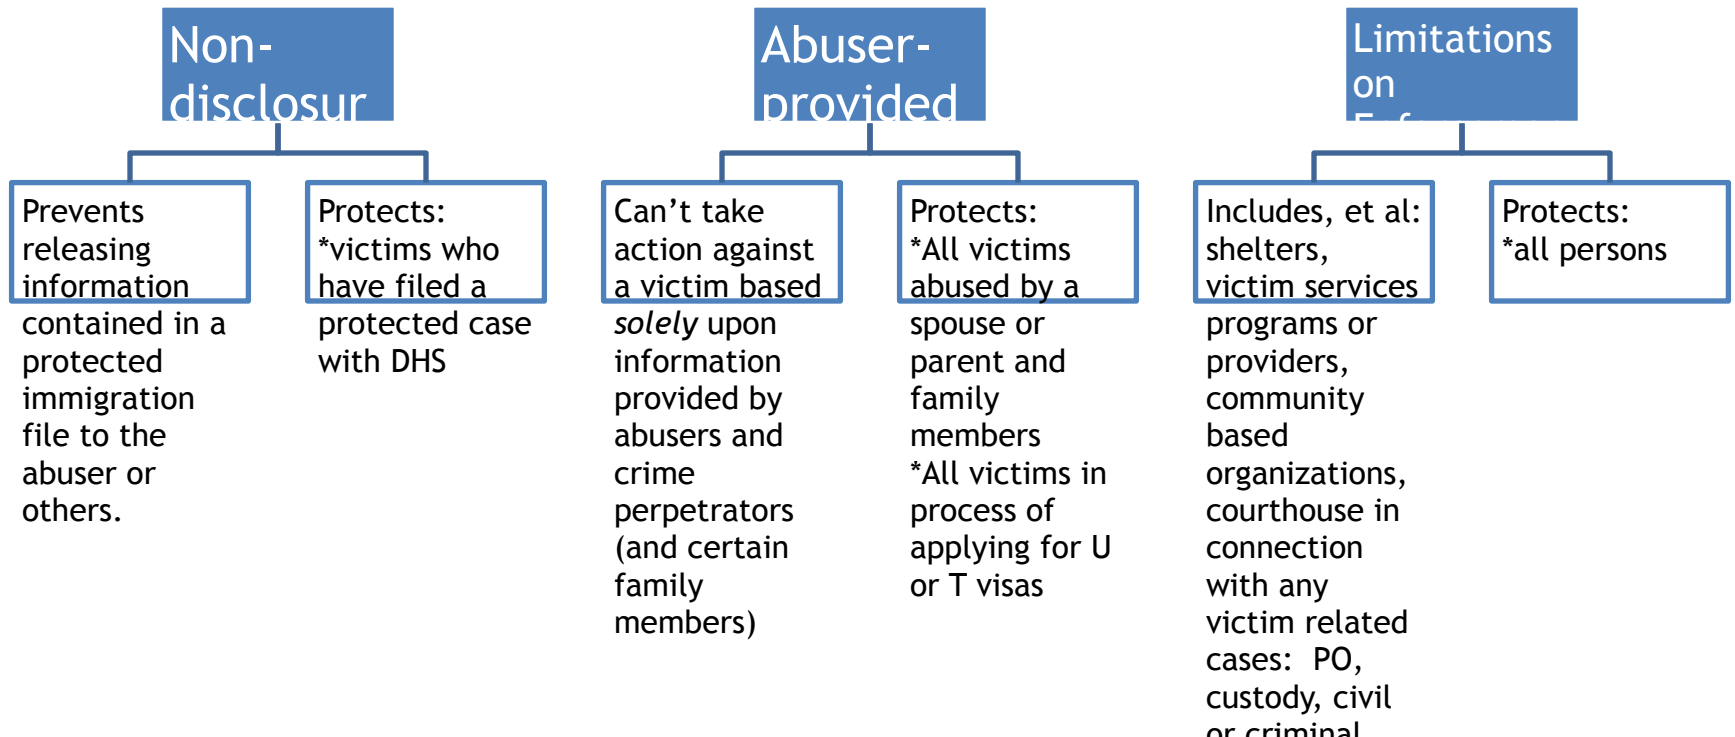 Non-
disclosur
Prevents
releasing
information
contained in a
protected
immigration
file to the
abuser or
others.
Protects:
*victims who
have filed a
protected case
with DHS
Abuser-
provided
Can’t take
action against
a victim based
solely upon
information
provided by
abusers and
crime
perpetrators
(and certain
family
members)
Protects:
*All victims
abused by a
spouse or
parent and
family
members
*All victims in
process of
applying for U
or T visas
Limitations
on
Includes, et al:
shelters,
victim services
programs or
providers,
community
based
organizations,
courthouse in
connection
with any
victim related
cases:  PO,
custody, civil
or criminal
Protects:
*all persons